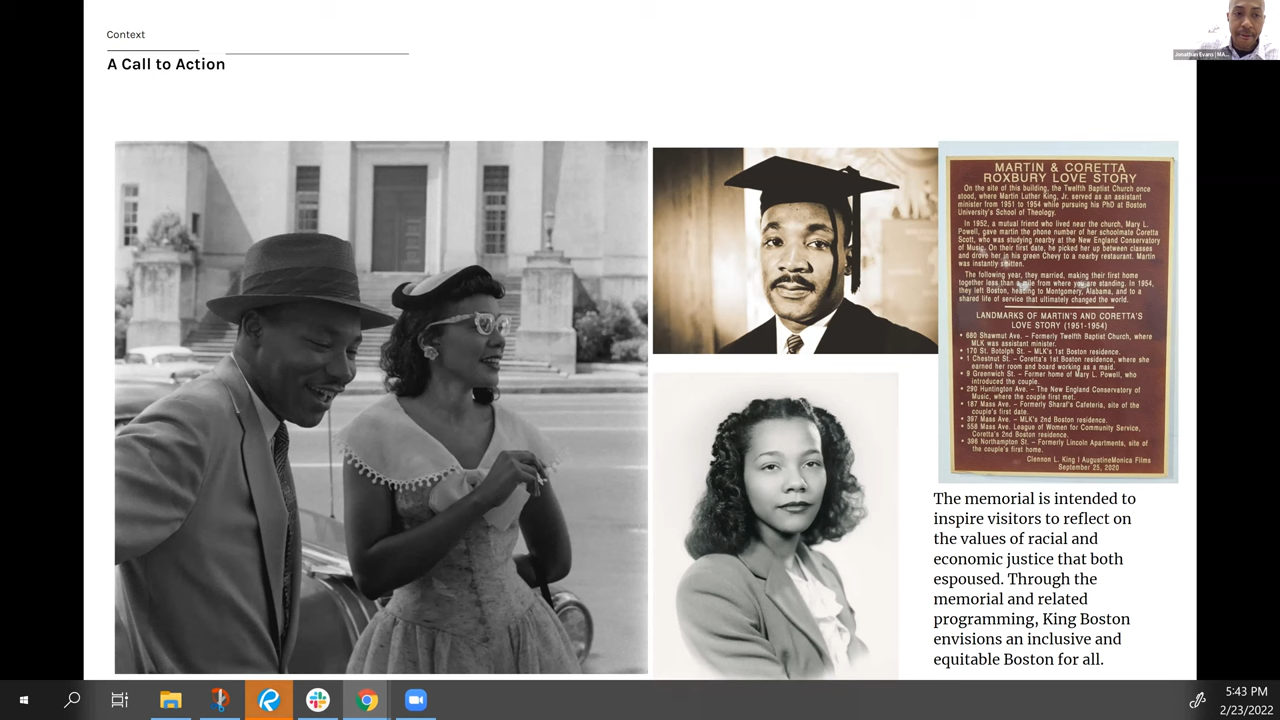 Context
A Call to Action
Jonathan Evans | MA...
MARTIN & CORETTA
ROXBURY LOVE STORY
On the site of this building, the Twelfth Baptist Church once
stood, where Martin Luther King, Jr. served as an assistant
minister from 1951 to 1954 while pursuing his PhD at Boston
University's School of Theology.
In 1952, a mutual friend who lived near the church, Mary L.
Powell, gave martin the phone number of her schoolmate Coretta
Scott, who was studying nearby at the New England Conservatory
of Music. On their first date, he picked her up between classes
and drove her in his green Chevy to a nearby restaurant. Martin
was instantly smitten.
The following year, they married, making their first home
together less than a mile from where you are standing. In 1954,
they left Boston, heading to Montgomery, Alabama, and to a
shared life of service that ultimately changed the world.
LANDMARKS OF MARTIN'S AND CORETTA'S
LOVE STORY (1951-1954)
• 680 Shawmut Ave. – Formerly Twelfth Baptist Church, where
MLK was assistant minister.
• 170 St. Botolph St. – MLK's 1st Boston residence.
• 1 Chestnut St. – Coretta's 1st Boston residence, where she
earned her room and board working as a maid.
• 9 Greenwich St. – Former home of Mary L. Powell, who
introduced the couple.
• 290 Huntington Ave. – The New England Conservatory of
Music, where the couple first met.
• 187 Mass Ave. – Formerly Sharaf's Cafeteria, site of the
couple's first date.
• 397 Mass Ave. – MLK's 2nd Boston residence.
• 558 Mass Ave. League of Women for Community Service,
Coretta's 2nd Boston residence.
• 396 Northampton St. – Formerly Lincoln Apartments, site of
the couple's first home.
Clennon L. King | AugustineMonica Films
September 25, 2020
The memorial is intended to
inspire visitors to reflect on
the values of racial and
economic justice that both
espoused. Through the
memorial and related
programming, King Boston
envisions an inclusive and
equitable Boston for all.
5:43 PM
2/23/2022